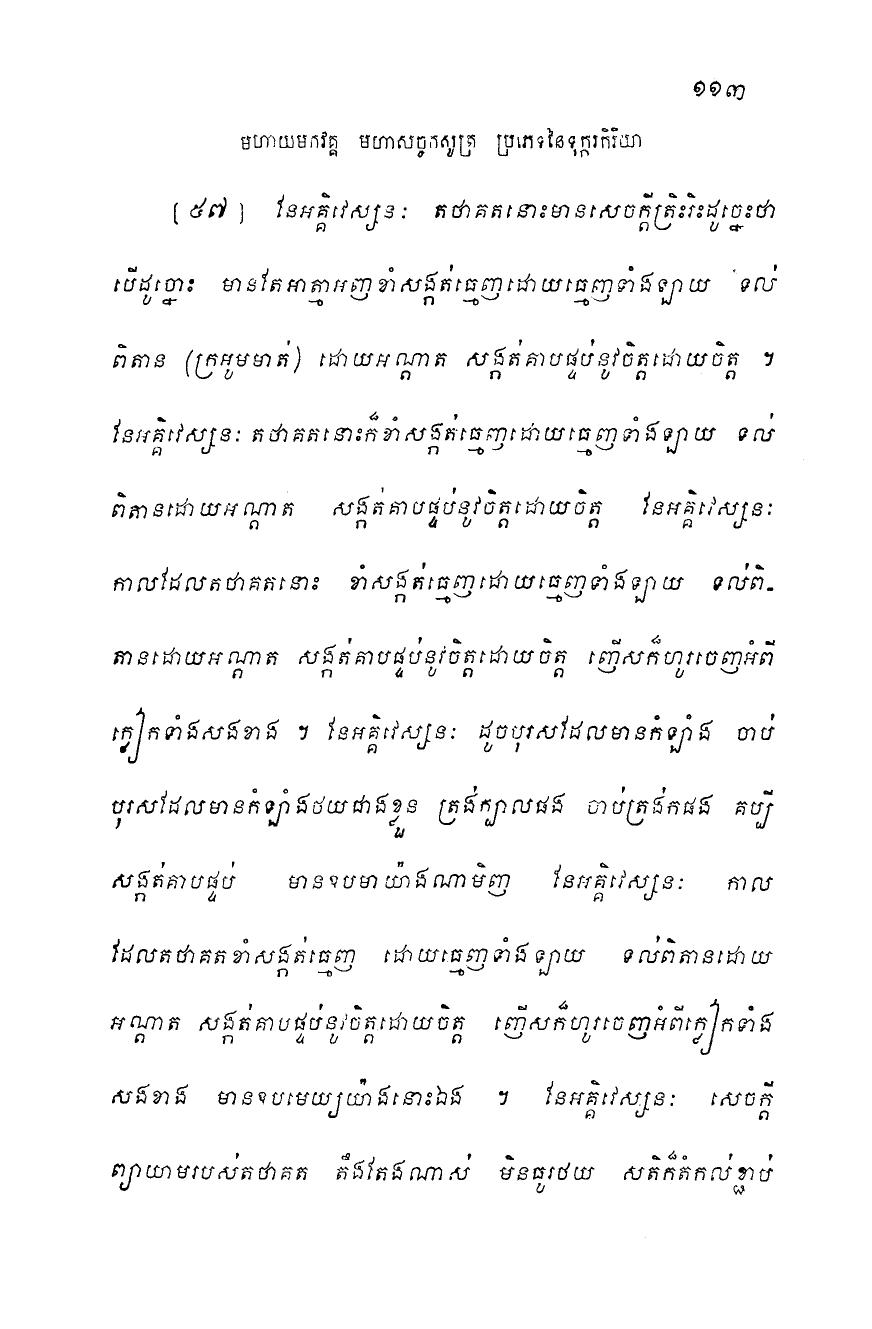 ១១៣
មហាយមកវគ្គ មហាសច្ចកសូត្រ ប្រភេទនៃទុក្ករកិរិយា
[ ៥៧ ] នែអគ្គិវេស្សនៈ តថាគតនោះមានសេចក្តីត្រិះរិះដូច្នេះថា
បើដូច្នោះ មានតែអាត្មាអញខំាសង្កត់ធ្មេញដោយធ្មេញទាំងឡាយ ទល់
ពិតាន (ក្រអូមមាត់) ដោយអណ្តាត សង្កត់គាបផ្ទប់នូវចិត្តដោយចិត្ត ។
នែអគ្គិវេស្សនៈ តថាគតនោះក៏ខាំសង្កត់ធ្មេញដោយធ្មេញទាំងឡាយ ទល់
ពិតានដោយអណ្តាត សង្កត់គាបផ្ទប់នូវចិត្តដោយចិត្ត នែអគ្គិវេស្សនៈ
កាលដែលតថាគតនោះ ខាំសង្កត់ធ្មេញដោយធ្មេញទាំងឡាយ ទល់ពិ-
តានដោយអណ្តាត សង្កត់គាបផ្ទប់នូវចិត្តដោយចិត្ត ញើសក៏ហូរចេញអំពី
ក្លៀកទាំងសងខាង ។ នែអគ្គិវេស្សនៈ ដូចបុរសដែលមានកំឡាំង ចាប់
បុរសដែលមានកំឡាំងថយជាងខ្លួន ត្រង់ក្បាលផង ចាប់ត្រង់កផង គប្បី
សង្កត់គាបផ្ទប់ មានឧបមាយ៉ាងណាមិញ នែអគ្គិវេស្សនៈ កាល
ដែលតថាគតខាំសង្កត់ធ្មេញ ដោយធ្មេញទាំងឡាយ ទល់ពិតានដោយ
អណ្តាត សង្កត់គាបផ្ទប់នូវចិត្តដោយចិត្ត ញើសក៏ហូរចេញអំពីក្លៀកទាំង
សងខាង មានឧបមេយ្យយ៉ាងនោះឯង ។ នែអគ្គិវេស្សនៈ សេចក្តី
ព្យាយាមរបស់តថាគត តឹងតែងណាស់ មិនធូរថយ សតិក៏តំកល់ខ្ជាប់